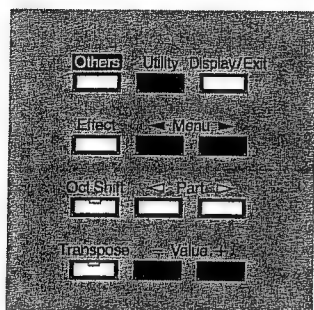 Others Utility Display/Exit
Effect ◄ Menu ►
Oct Shift ◁ Part ▷
Transpose − Value +